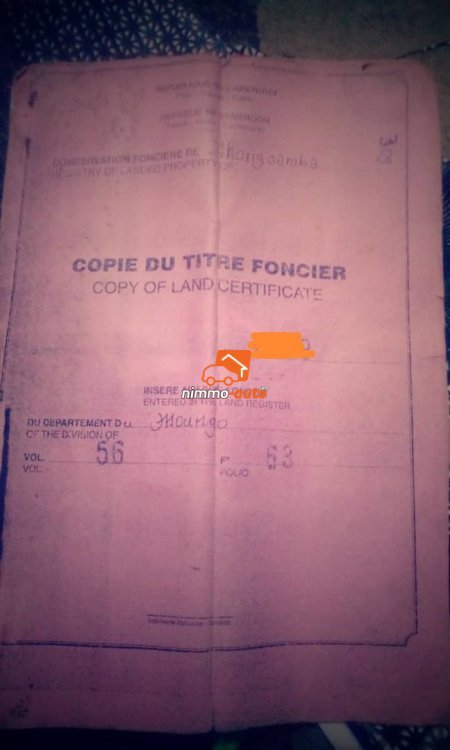 REPUBLIQUE DU CAMEROUN
REPUBLIC OF CAMEROON
CONSERVATION FONCIERE DE Nkongsamba
REGISTRY OF LANDED PROPERTY OF
COPIE DU TITRE FONCIER
COPY OF LAND CERTIFICATE
nimmo-auto
INSERE
ENTERED IN THE LAND REGISTER
DU DEPARTEMENT Du Moungo
OF THE DIVISION OF
VOL. 56 F° 63
VOL. FOLIO